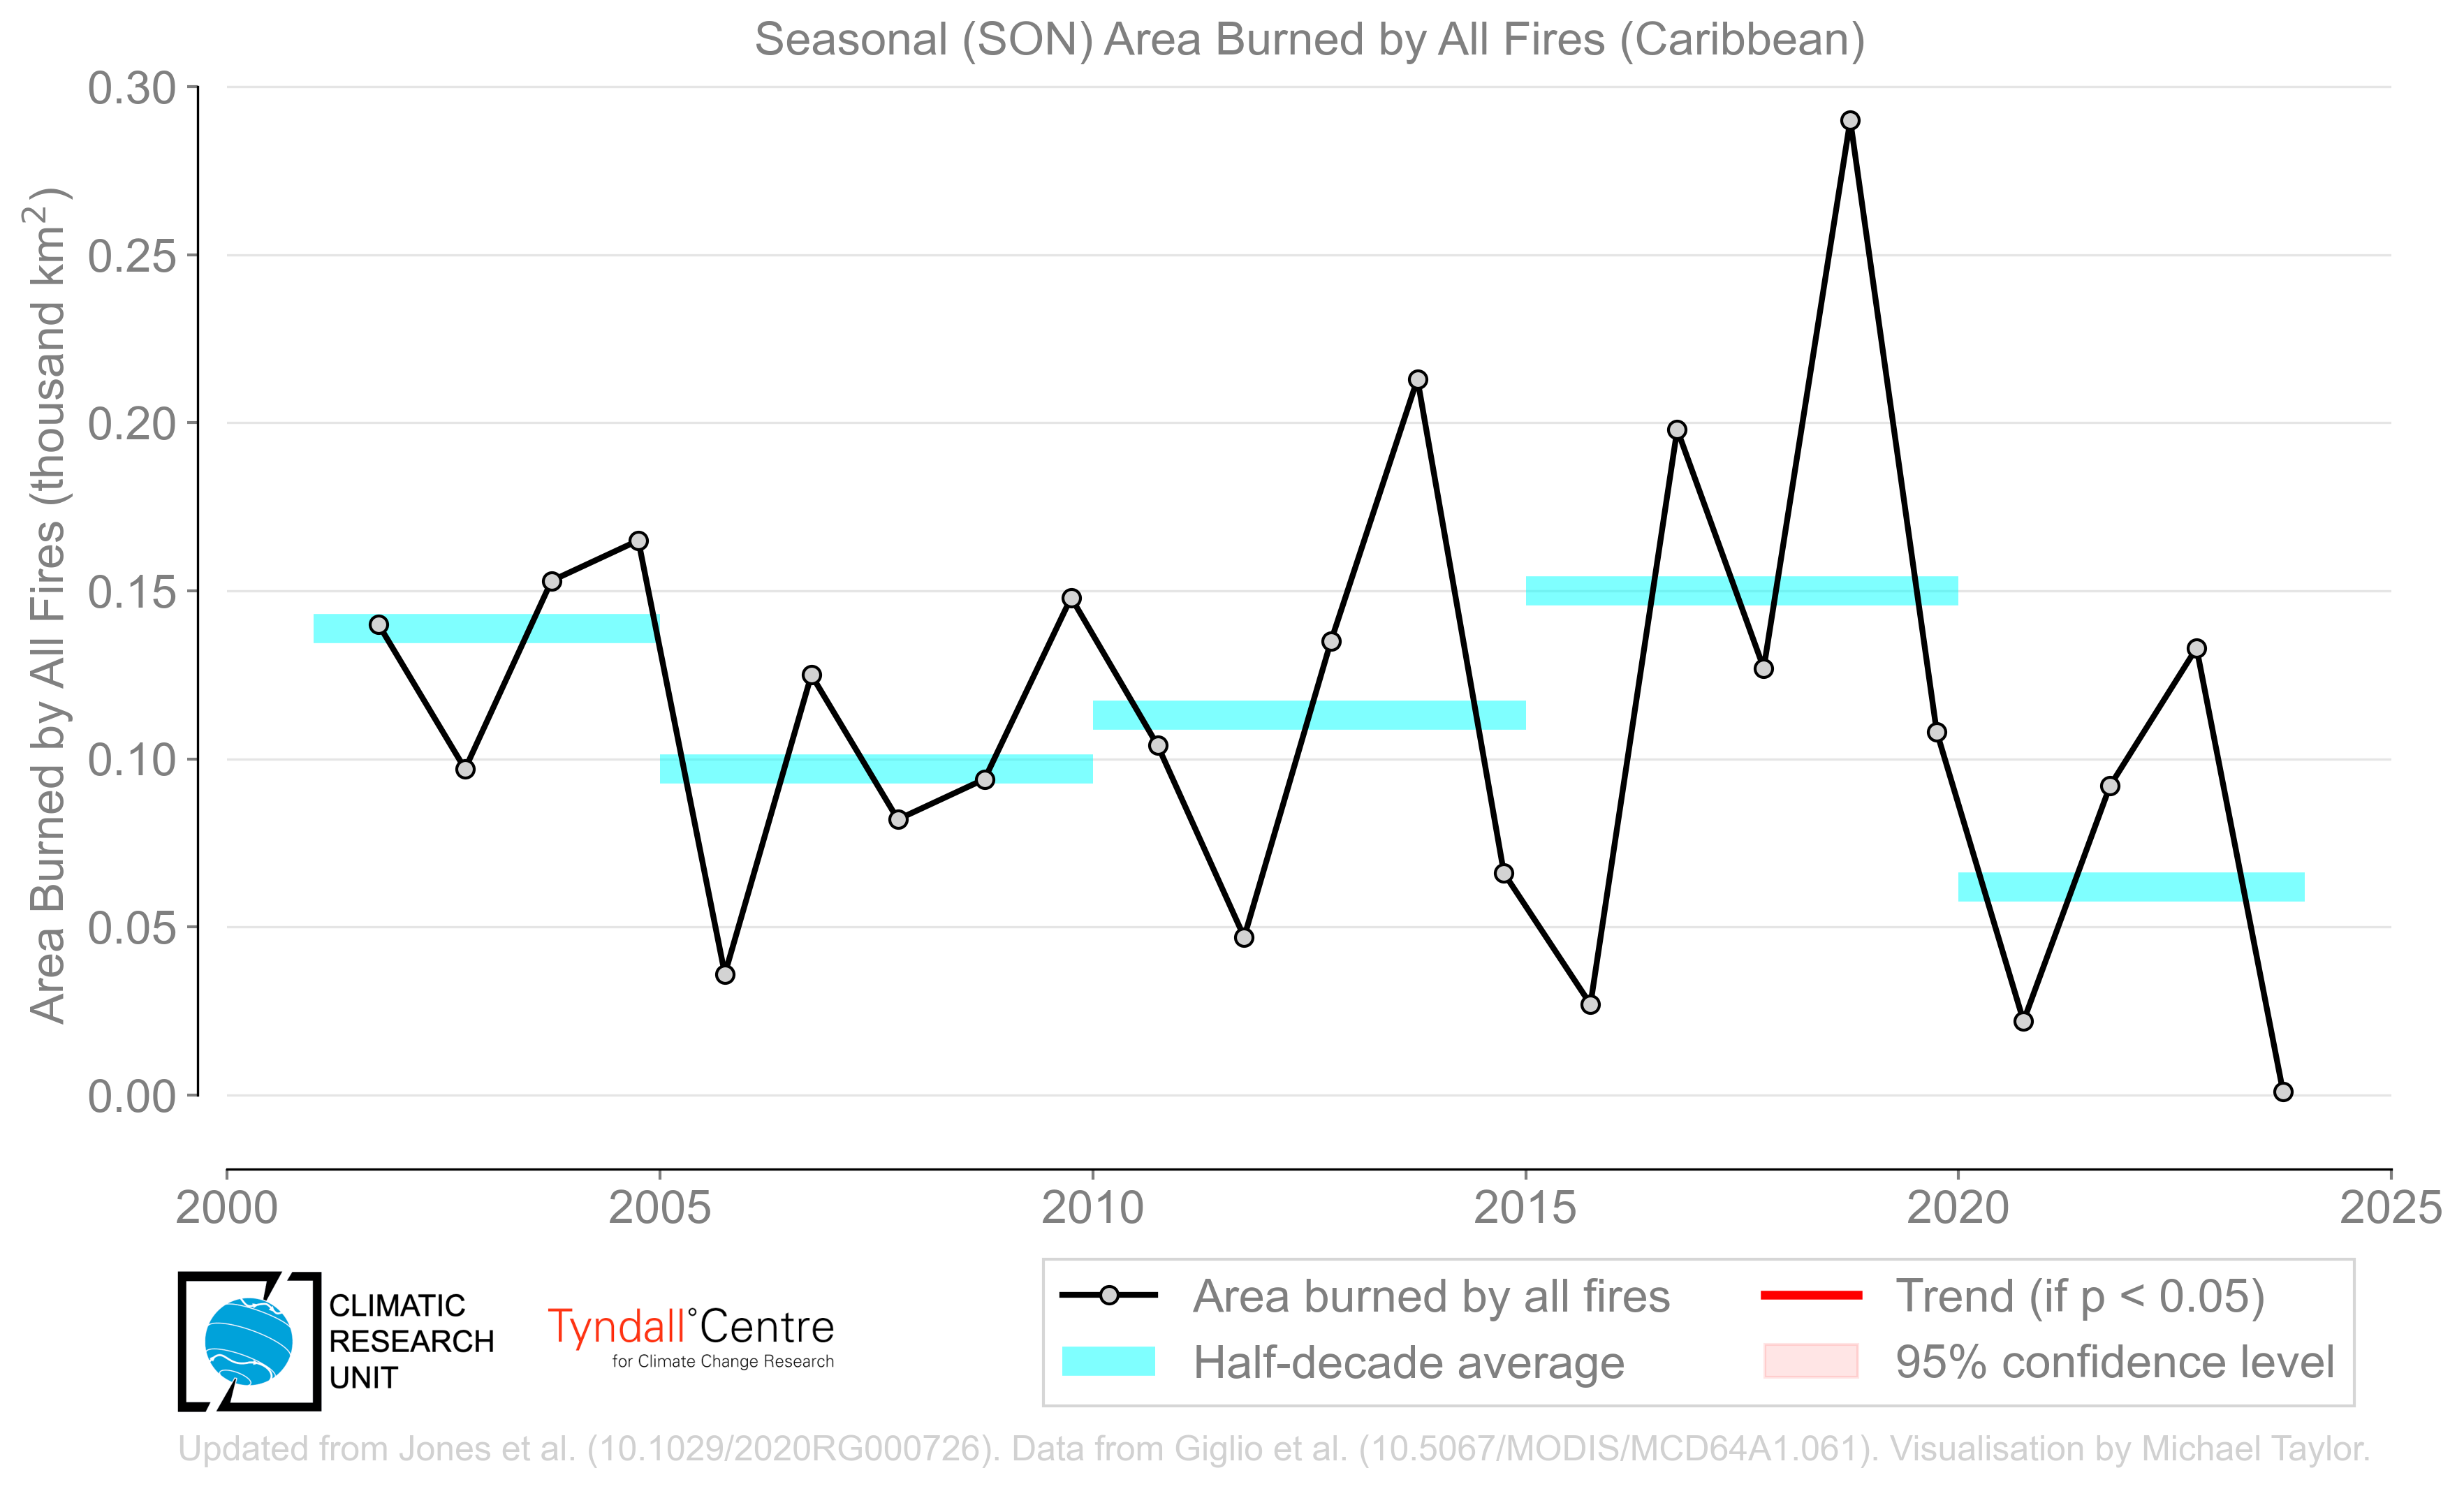 Seasonal (SON) Area Burned by All Fires (Caribbean)
Area Burned by All Fires (thousand km²)
0.30
0.25
0.20
0.15
0.10
0.05
0.00
2000 2005 2010 2015 2020 2025
CLIMATIC
RESEARCH
UNIT
Tyndall°Centre
for Climate Change Research
Area burned by all fires
Half-decade average
Trend (if p < 0.05)
95% confidence level
Updated from Jones et al. (10.1029/2020RG000726). Data from Giglio et al. (10.5067/MODIS/MCD64A1.061). Visualisation by Michael Taylor.